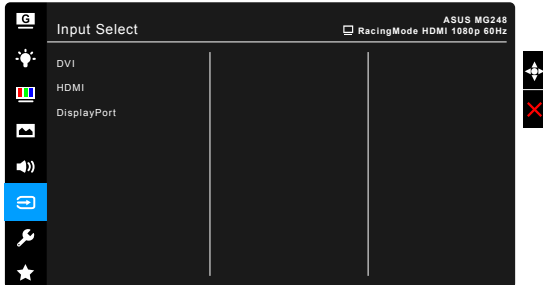 G
Input Select
ASUS MG248
RacingMode HDMI 1080p 60Hz
DVI
HDMI
DisplayPort